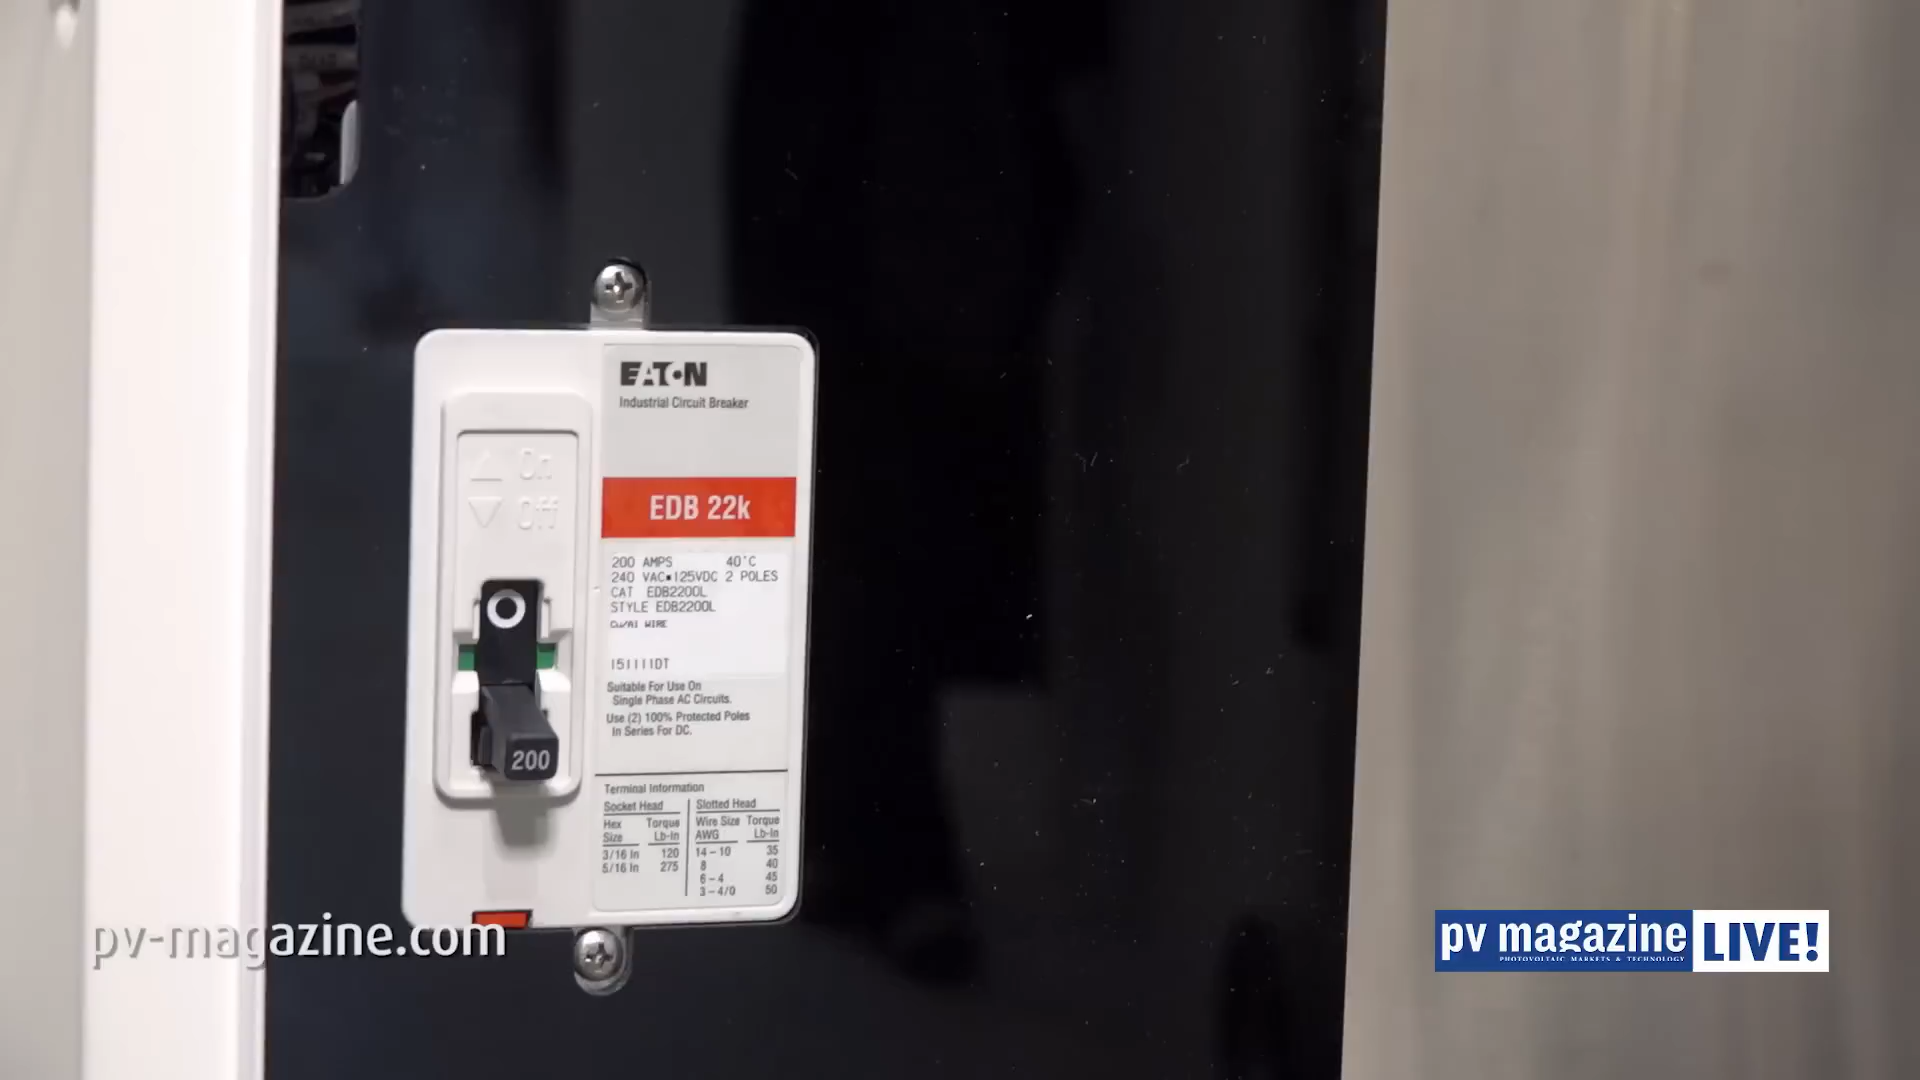 EATON
Industrial Circuit Breaker
On
Off
EDB 22k
200 AMPS 40°C
240 VAC▪125VDC 2 POLES
CAT EDB2200L
STYLE EDB2200L
Cu/Al WIRE
151111DT
Suitable For Use On
Single Phase AC Circuits.
Use (2) 100% Protected Poles
In Series For DC.
200
Terminal Information
Socket Head
Hex Size Torque Lb-In
3/16 In 120
5/16 In 275
Slotted Head
Wire Size AWG Torque Lb-In
14-10 35
8 40
6-4 45
3-4/0 50
pv-magazine.com
pv magazine LIVE!
PHOTOVOLTAIC MARKETS & TECHNOLOGY